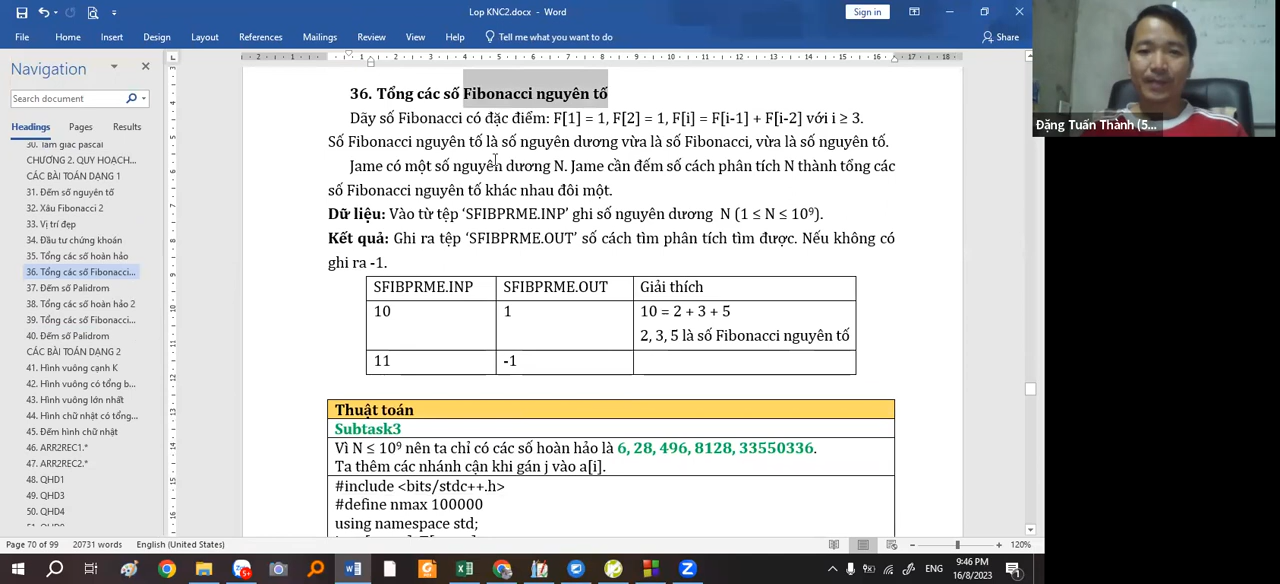 Lop KNC2.docx - Word
Sign in
File Home Insert Design Layout References Mailings Review View Help Tell me what you want to do
Share
Navigation
Search document
Headings Pages Results
30. Tam giác pascal
CHƯƠNG 2. QUY HOẠCH...
CÁC BÀI TOÁN DẠNG 1
31. Đếm số nguyên tố
32. Xâu Fibonacci 2
33. Vị trí đẹp
34. Đầu tư chứng khoán
35. Tổng các số hoàn hảo
36. Tổng các số Fibonacci...
37. Đếm số Palidrom
38. Tổng các số hoàn hảo 2
39. Tổng các số Fibonacci...
40. Đếm số Palidrom
CÁC BÀI TOÁN DẠNG 2
41. Hình vuông cạnh K
42. Hình vuông có tổng b...
43. Hình vuông lớn nhất
44. Hình chữ nhật có tổng...
45. Đếm hình chữ nhật
46. ARR2REC1.*
47. ARR2REC2.*
48. QHD1
49. QHD3
50. QHD4
36. Tổng các số Fibonacci nguyên tố
Dãy số Fibonacci có đặc điểm: F[1] = 1, F[2] = 1, F[i] = F[i-1] + F[i-2] với i ≥ 3.
Số Fibonacci nguyên tố là số nguyên dương vừa là số Fibonacci, vừa là số nguyên tố.
Jame có một số nguyên dương N. Jame cần đếm số cách phân tích N thành tổng các
số Fibonacci nguyên tố khác nhau đôi một.
Dữ liệu: Vào từ tệp ‘SFIBPRME.INP’ ghi số nguyên dương N (1 ≤ N ≤ 10⁹).
Kết quả: Ghi ra tệp ‘SFIBPRME.OUT’ số cách tìm phân tích tìm được. Nếu không có
ghi ra -1.
SFIBPRME.INP SFIBPRME.OUT Giải thích
10 1 10 = 2 + 3 + 5
2, 3, 5 là số Fibonacci nguyên tố
11 -1
Thuật toán
Subtask3
Vì N ≤ 10⁹ nên ta chỉ có các số hoàn hảo là 6, 28, 496, 8128, 33550336.
Ta thêm các nhánh cận khi gán j vào a[i].
#include <bits/stdc++.h>
#define nmax 100000
using namespace std;
Đặng Tuấn Thành (5...
Page 70 of 99 20731 words English (United States)
120%
ENG
9:46 PM
16/8/2023